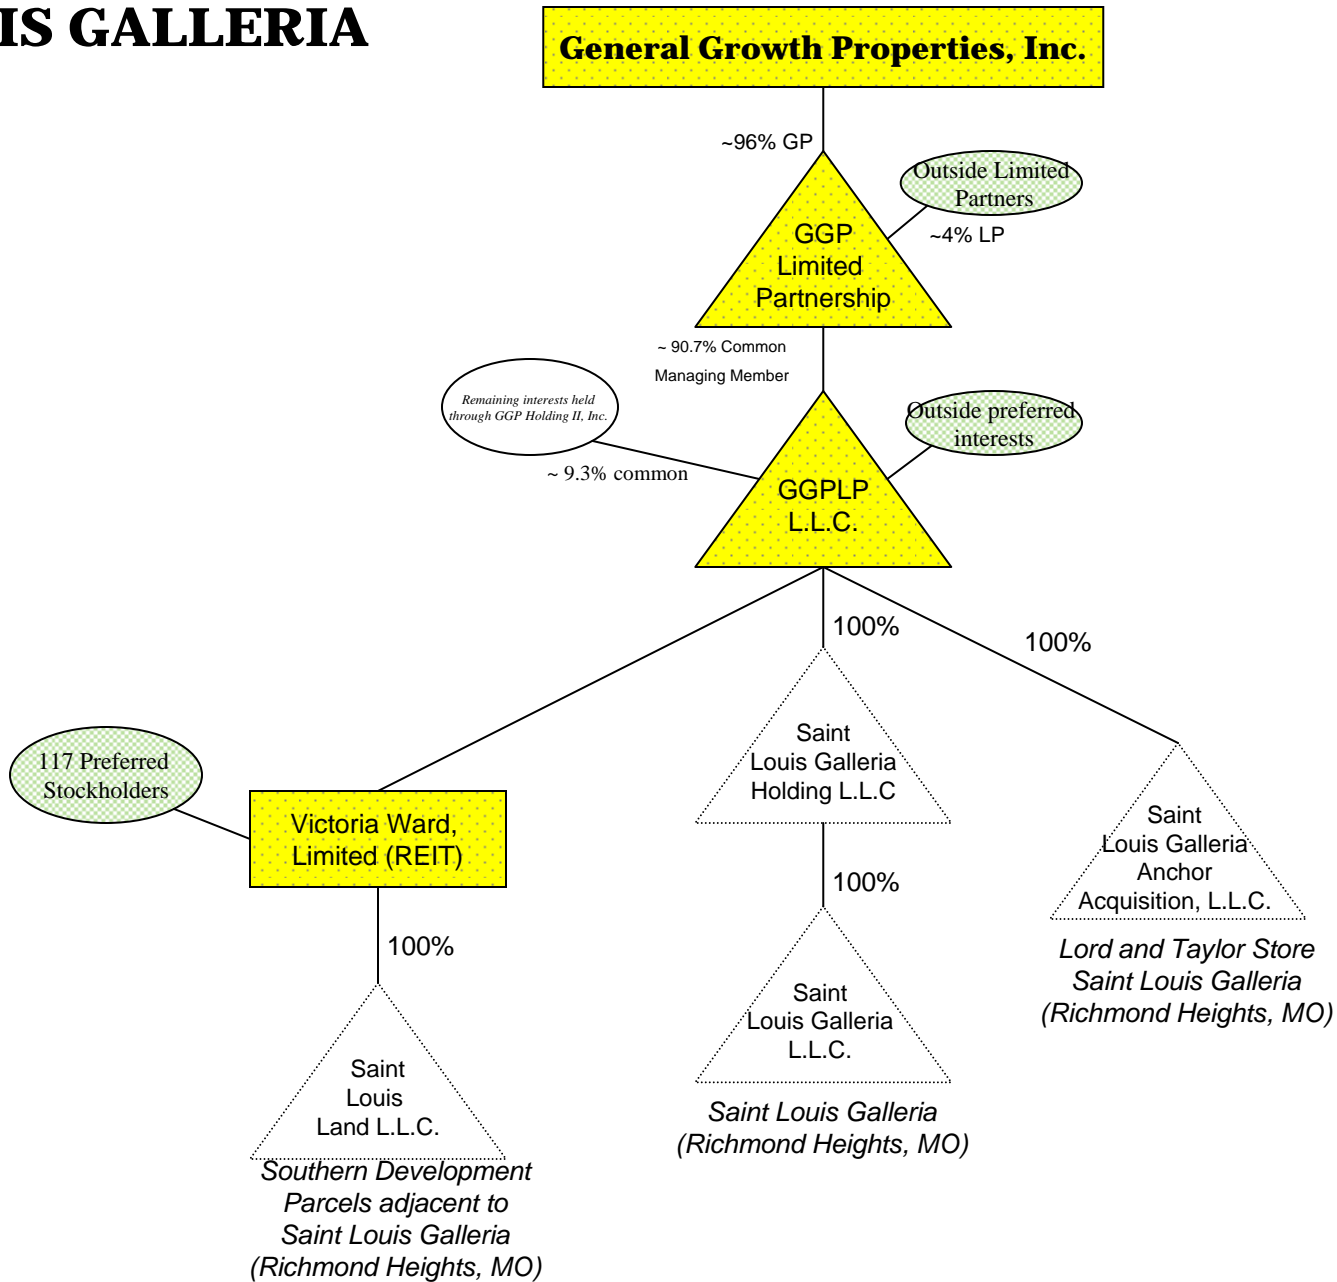 IS GALLERIA
General Growth Properties, Inc.
~96% GP
Outside Limited
Partners
~4% LP
GGP
Limited
Partnership
~ 90.7% Common
Managing Member
Remaining interests held
through GGP Holding II, Inc.
~ 9.3% common
Outside preferred
interests
GGPLP
L.L.C.
100%
100%
117 Preferred
Stockholders
Victoria Ward,
Limited (REIT)
Saint
Louis Galleria
Holding L.L.C
Saint
Louis Galleria
Anchor
Acquisition, L.L.C.
Lord and Taylor Store
Saint Louis Galleria
(Richmond Heights, MO)
100%
100%
Saint
Louis Galleria
L.L.C.
Saint Louis Galleria
(Richmond Heights, MO)
Saint
Louis
Land L.L.C.
Southern Development
Parcels adjacent to
Saint Louis Galleria
(Richmond Heights, MO)